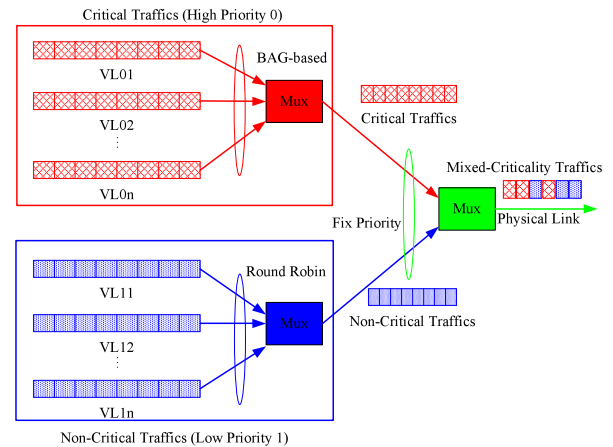 Critical Traffics (High Priority 0)
VL01
VL02
⋮
VL0n
BAG-based
Mux
Critical Traffics
Mixed-Criticality Traffics
Fix Priority
Mux
Physical Link
VL11
VL12
⋮
VL1n
Round Robin
Mux
Non-Critical Traffics
Non-Critical Traffics (Low Priority 1)